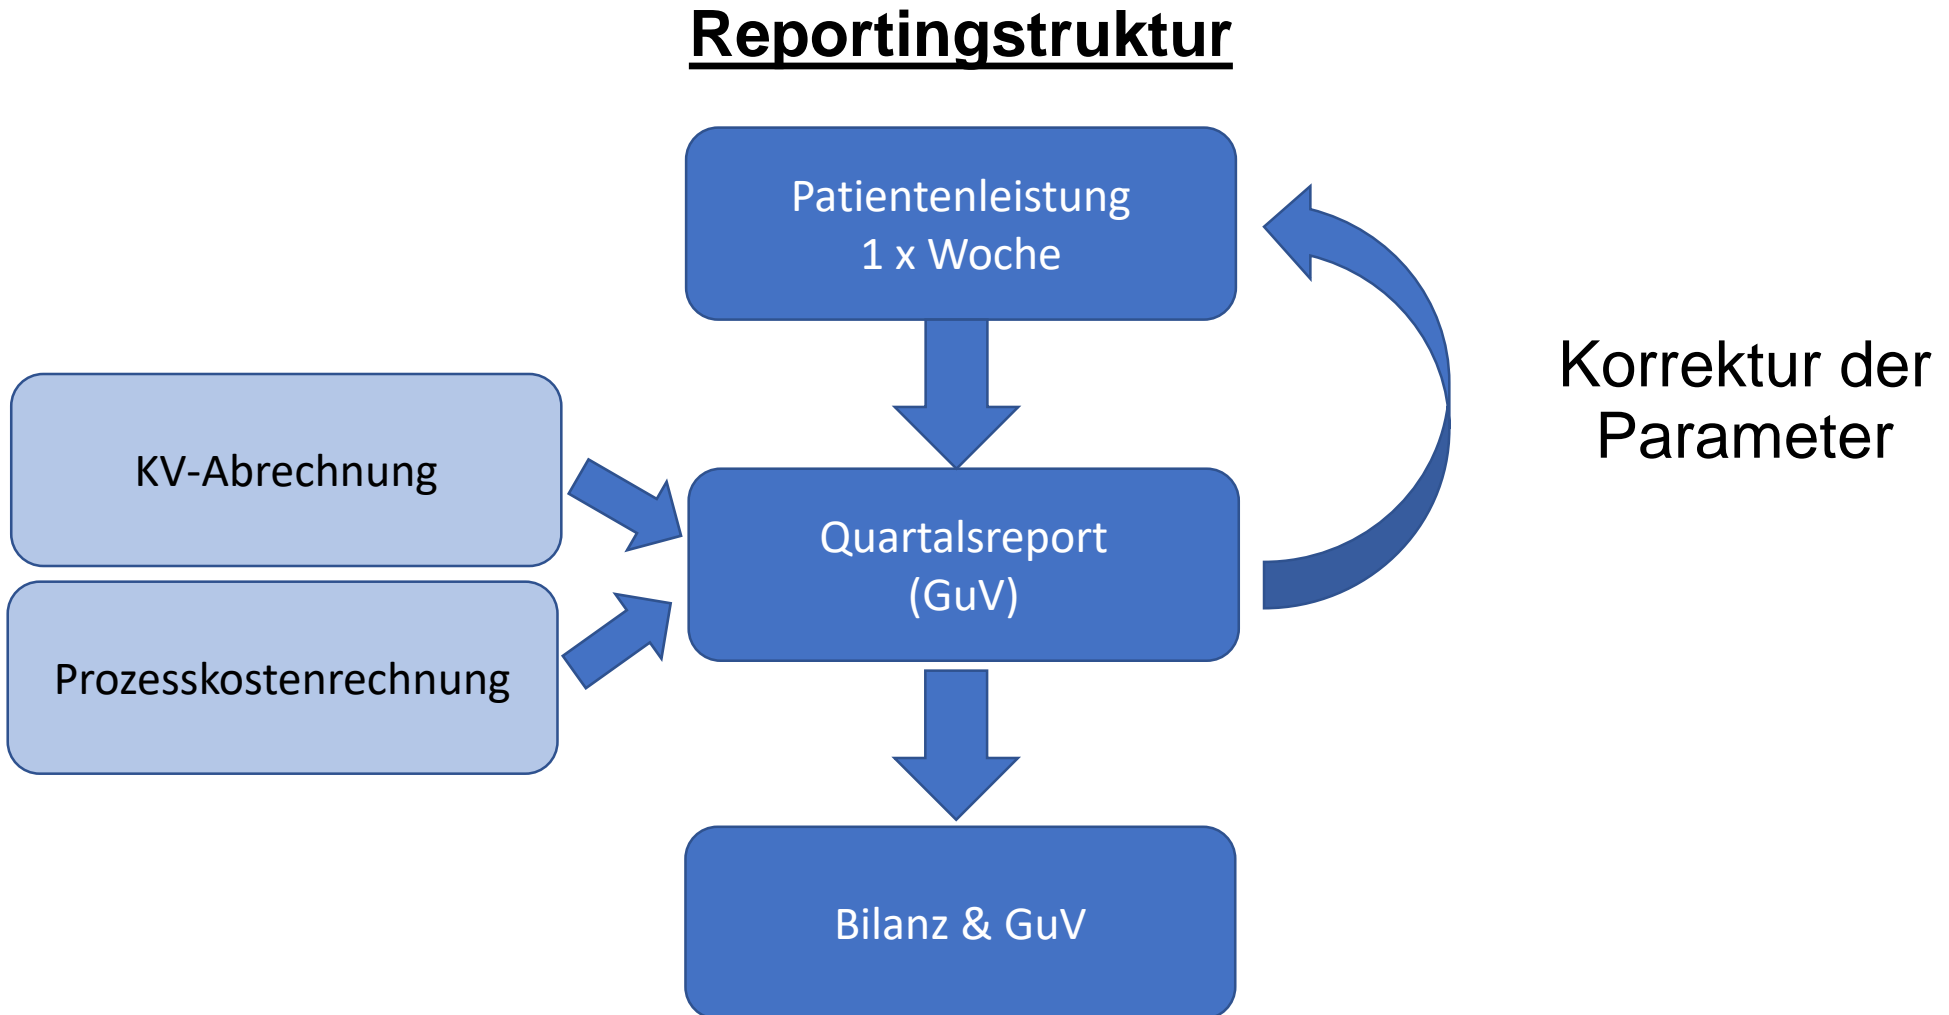 Reportingstruktur
Patientenleistung
1 x Woche
KV-Abrechnung
Prozesskostenrechnung
Quartalsreport
(GuV)
Korrektur der
Parameter
Bilanz & GuV